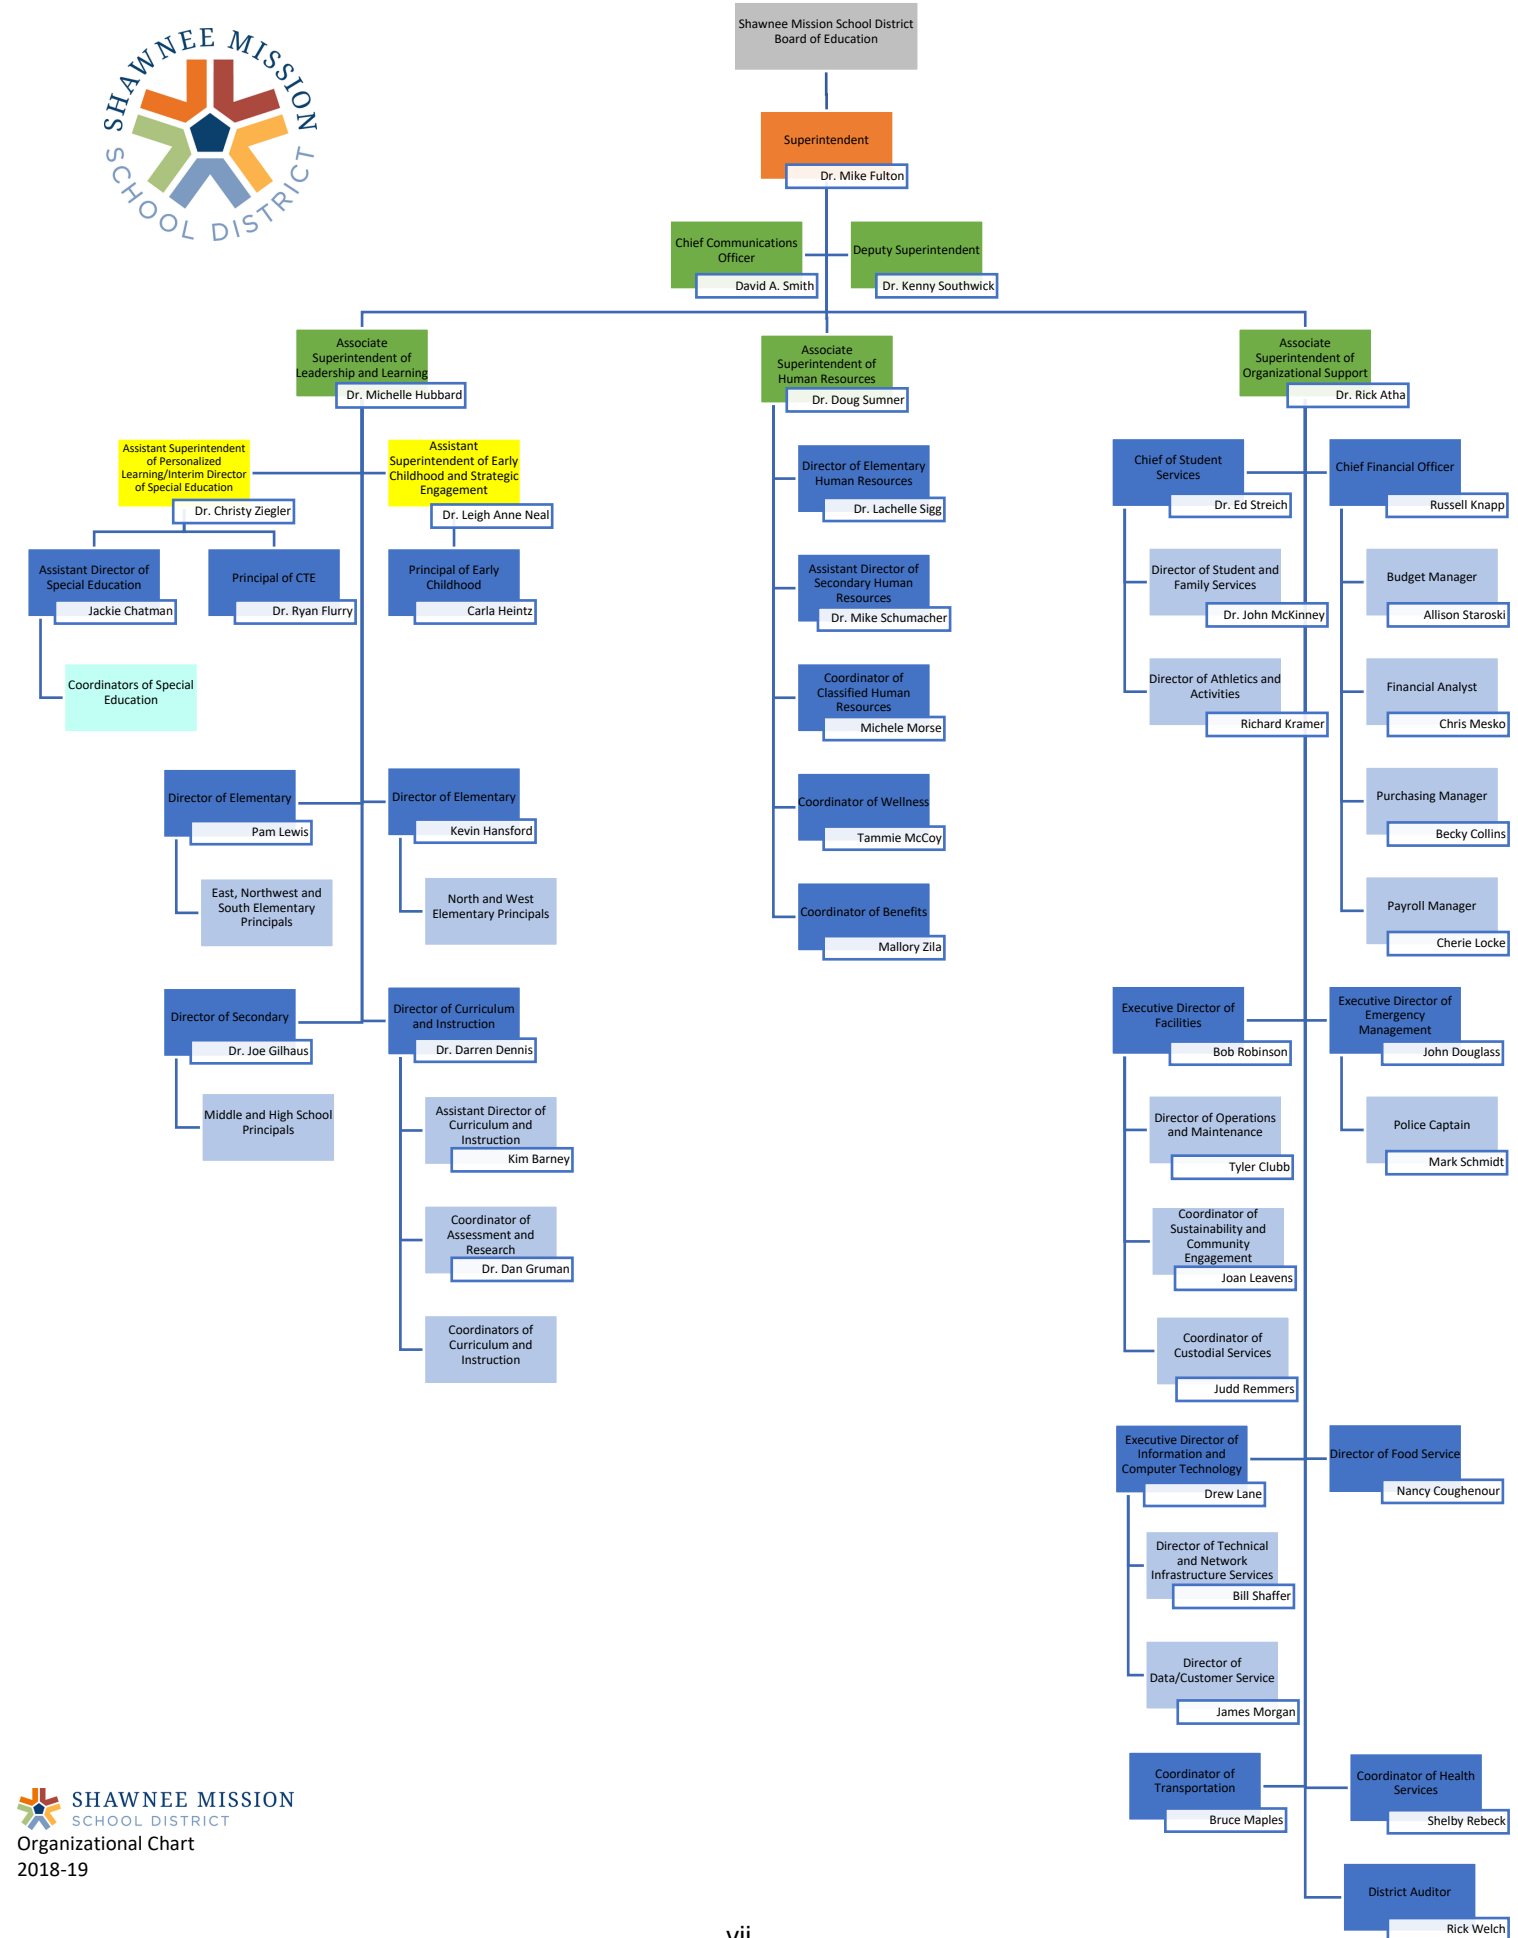 SHAWNEE MISSION
SCHOOL DISTRICT
Shawnee Mission School District
Board of Education
Superintendent
Dr. Mike Fulton
Chief Communications
Officer
David A. Smith
Deputy Superintendent
Dr. Kenny Southwick
Associate
Superintendent of
Leadership and Learning
Dr. Michelle Hubbard
Assistant Superintendent
of Personalized
Learning/Interim Director
of Special Education
Dr. Christy Ziegler
Assistant
Superintendent of Early
Childhood and Strategic
Engagement
Dr. Leigh Anne Neal
Assistant Director of
Special Education
Jackie Chatman
Principal of CTE
Dr. Ryan Flurry
Principal of Early
Childhood
Carla Heintz
Coordinators of Special
Education
Director of Elementary
Pam Lewis
East, Northwest and
South Elementary
Principals
Director of Elementary
Kevin Hansford
North and West
Elementary Principals
Director of Secondary
Dr. Joe Gilhaus
Middle and High School
Principals
Director of Curriculum
and Instruction
Dr. Darren Dennis
Assistant Director of
Curriculum and
Instruction
Kim Barney
Coordinator of
Assessment and
Research
Dr. Dan Gruman
Coordinators of
Curriculum and
Instruction
Associate
Superintendent of
Human Resources
Dr. Doug Sumner
Director of Elementary
Human Resources
Dr. Lachelle Sigg
Assistant Director of
Secondary Human
Resources
Dr. Mike Schumacher
Coordinator of
Classified Human
Resources
Michele Morse
Coordinator of Wellness
Tammie McCoy
Coordinator of Benefits
Mallory Zila
Associate
Superintendent of
Organizational Support
Dr. Rick Atha
Chief of Student
Services
Dr. Ed Streich
Director of Student and
Family Services
Dr. John McKinney
Director of Athletics and
Activities
Richard Kramer
Chief Financial Officer
Russell Knapp
Budget Manager
Allison Staroski
Financial Analyst
Chris Mesko
Purchasing Manager
Becky Collins
Payroll Manager
Cherie Locke
Executive Director of
Facilities
Bob Robinson
Director of Operations
and Maintenance
Tyler Clubb
Coordinator of
Sustainability and
Community
Engagement
Joan Leavens
Coordinator of
Custodial Services
Judd Remmers
Executive Director of
Emergency
Management
John Douglass
Police Captain
Mark Schmidt
Executive Director of
Information and
Computer Technology
Drew Lane
Director of Technical
and Network
Infrastructure Services
Bill Shaffer
Director of
Data/Customer Service
James Morgan
Director of Food Service
Nancy Coughenour
Coordinator of
Transportation
Bruce Maples
Coordinator of Health
Services
Shelby Rebeck
District Auditor
Rick Welch
SHAWNEE MISSION
SCHOOL DISTRICT
Organizational Chart
2018-19
vii